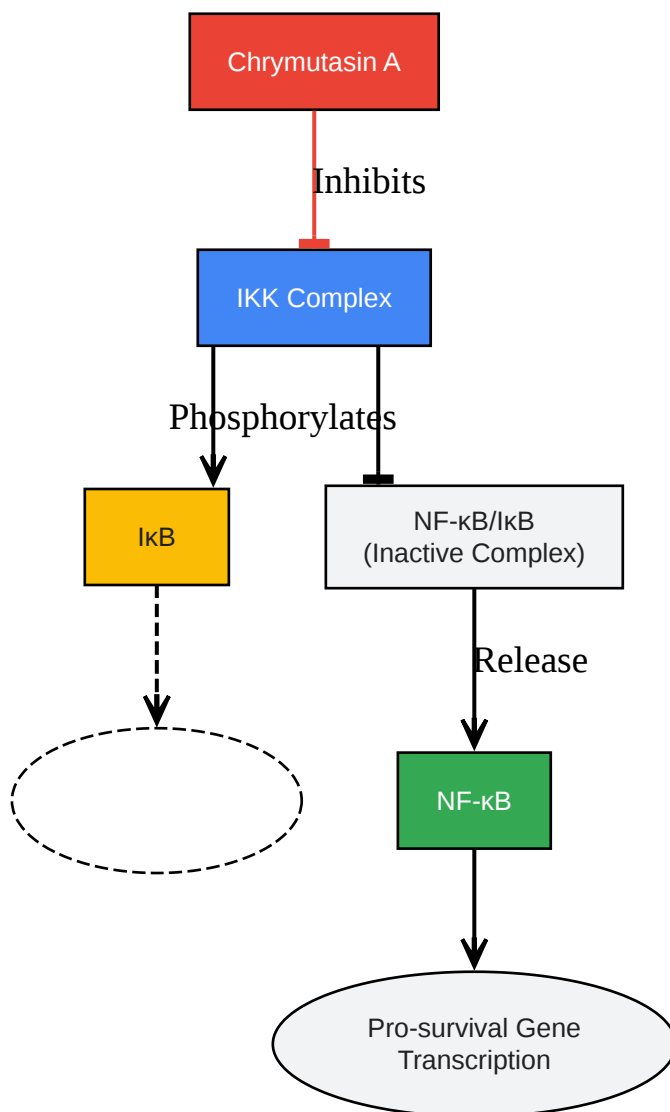 Chrymutasin A
Inhibits
IKK Complex
Phosphorylates
IκB
NF-κB/IκB
(Inactive Complex)
Release
NF-κB
Pro-survival Gene
Transcription